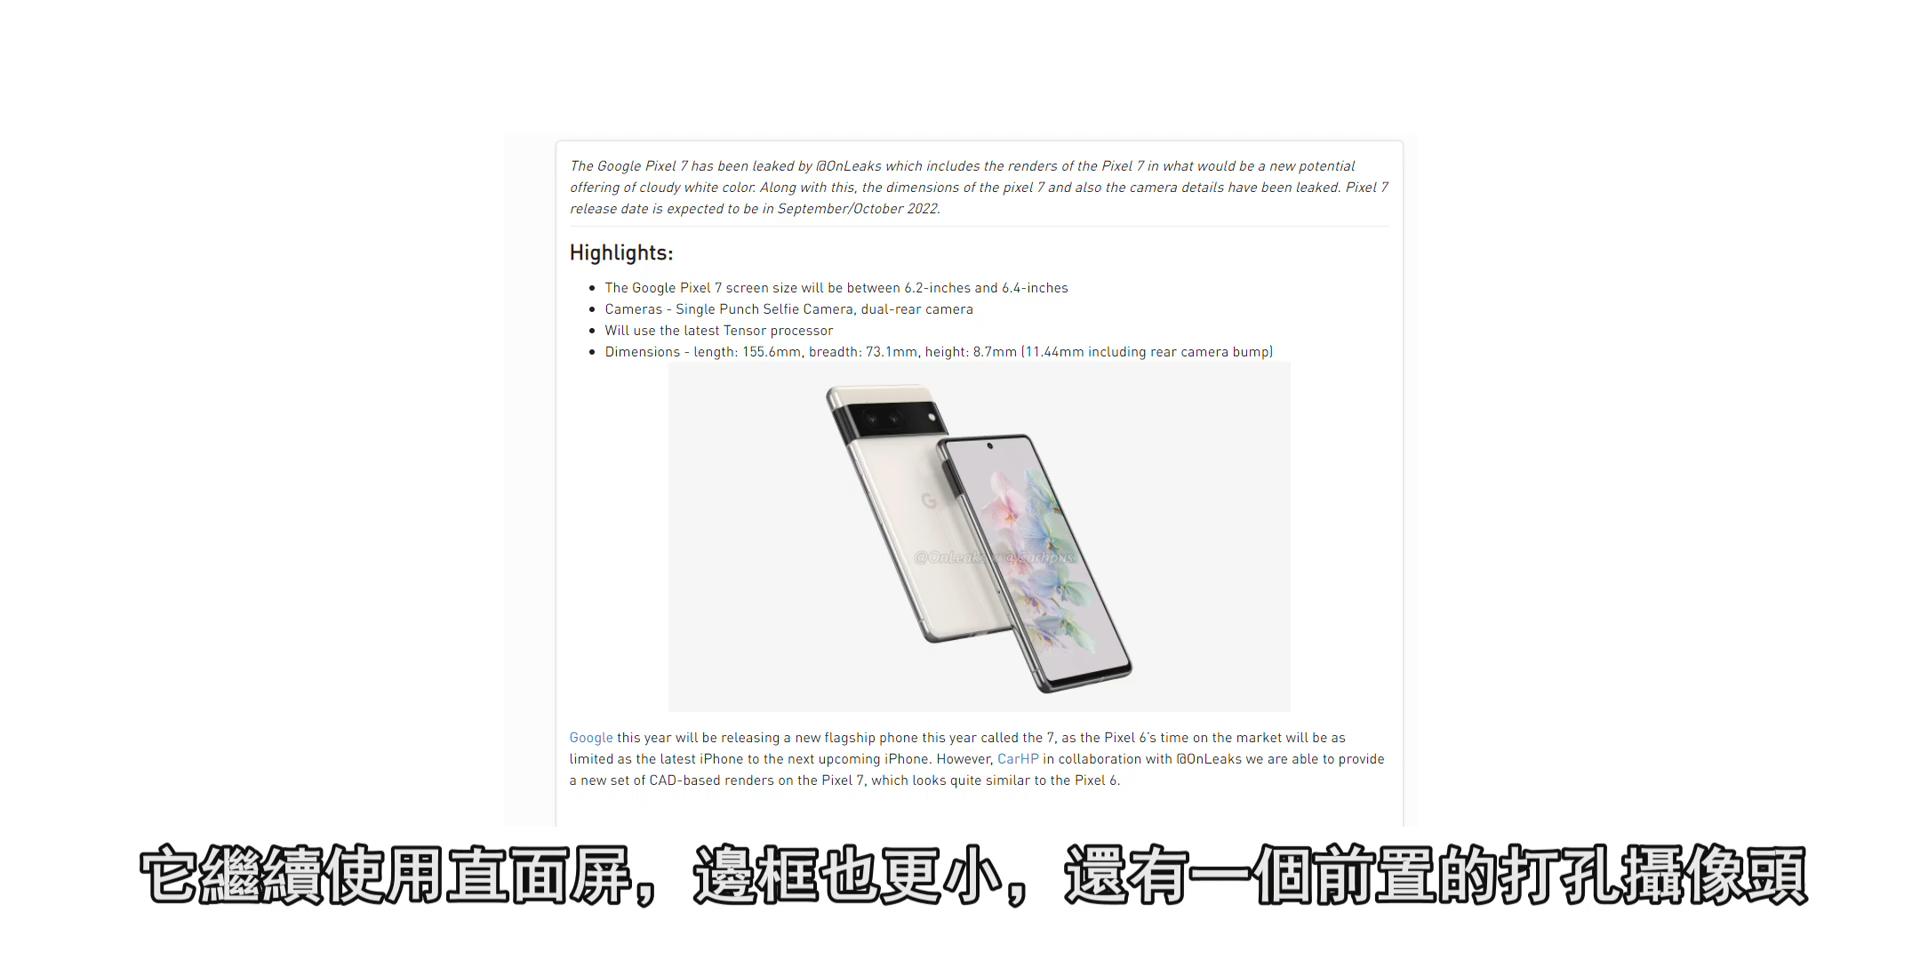 The Google Pixel 7 has been leaked by @OnLeaks which includes the renders of the Pixel 7 in what would be a new potential
offering of cloudy white color. Along with this, the dimensions of the pixel 7 and also the camera details have been leaked. Pixel 7
release date is expected to be in September/October 2022.
Highlights:
• The Google Pixel 7 screen size will be between 6.2-inches and 6.4-inches
• Cameras - Single Punch Selfie Camera, dual-rear camera
• Will use the latest Tensor processor
• Dimensions - length: 155.6mm, breadth: 73.1mm, height: 8.7mm (11.44mm including rear camera bump)
G
@OnLeaks
Google this year will be releasing a new flagship phone this year called the 7, as the Pixel 6's time on the market will be as
limited as the latest iPhone to the next upcoming iPhone. However, CarHP in collaboration with @OnLeaks we are able to provide
a new set of CAD-based renders on the Pixel 7, which looks quite similar to the Pixel 6.
它繼續使用直面屏，邊框也更小，還有一個前置的打孔攝像頭